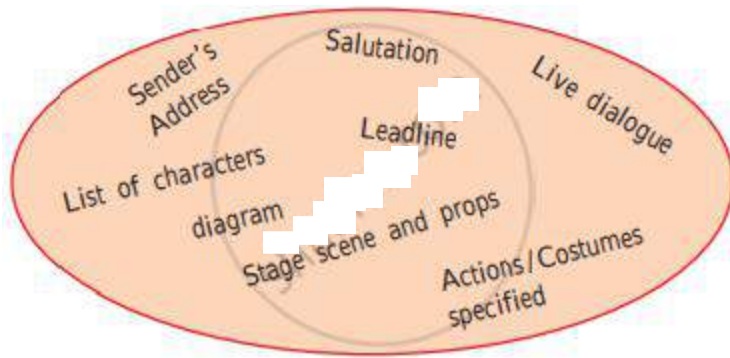 Sender's
Address
Salutation
Live dialogue
Leadline
List of characters
diagram
Stage scene and props
Actions/Costumes
specified